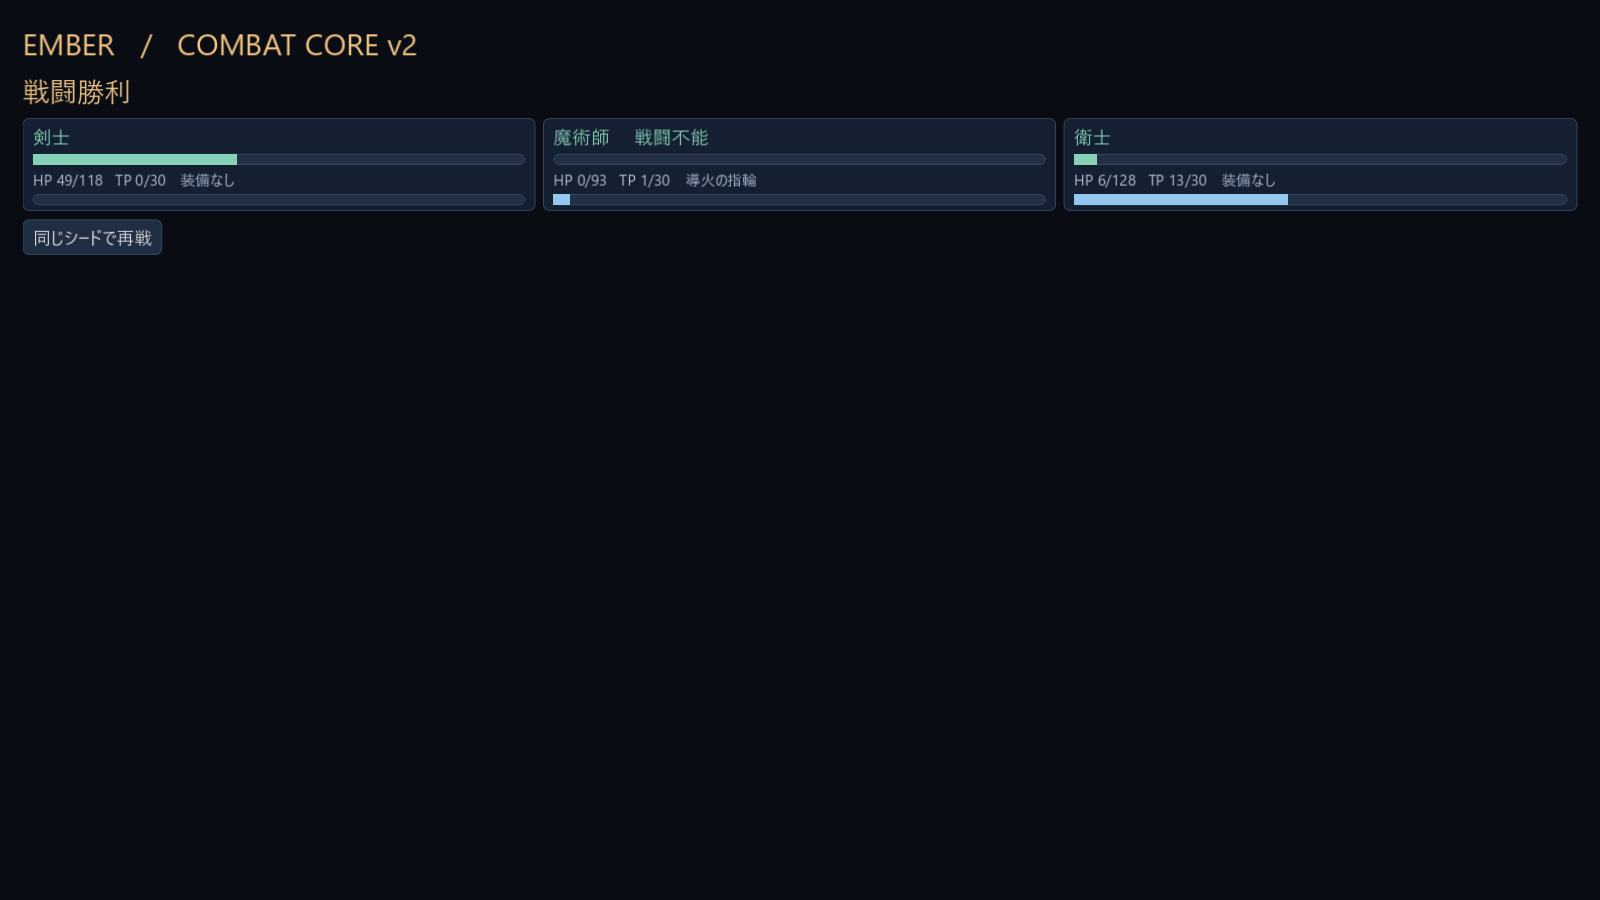 EMBER / COMBAT CORE v2
戦闘勝利
剣士
HP 49/118 TP 0/30 装備なし
魔術師 戦闘不能
HP 0/93 TP 1/30 導火の指輪
衛士
HP 6/128 TP 13/30 装備なし
同じシードで再戦